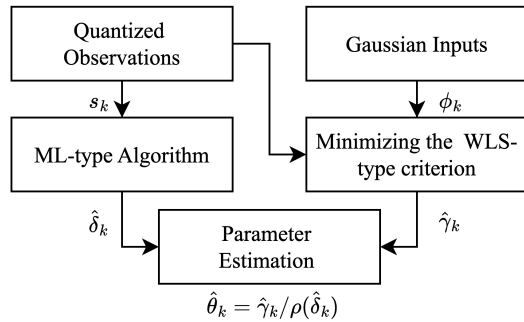 Quantized
Observations
Gaussian Inputs
s_k
ϕ_k
ML-type Algorithm
Minimizing the WLS-
type criterion
δ̂_k
γ̂_k
Parameter
Estimation
θ̂_k = γ̂_k/ρ(δ̂_k)